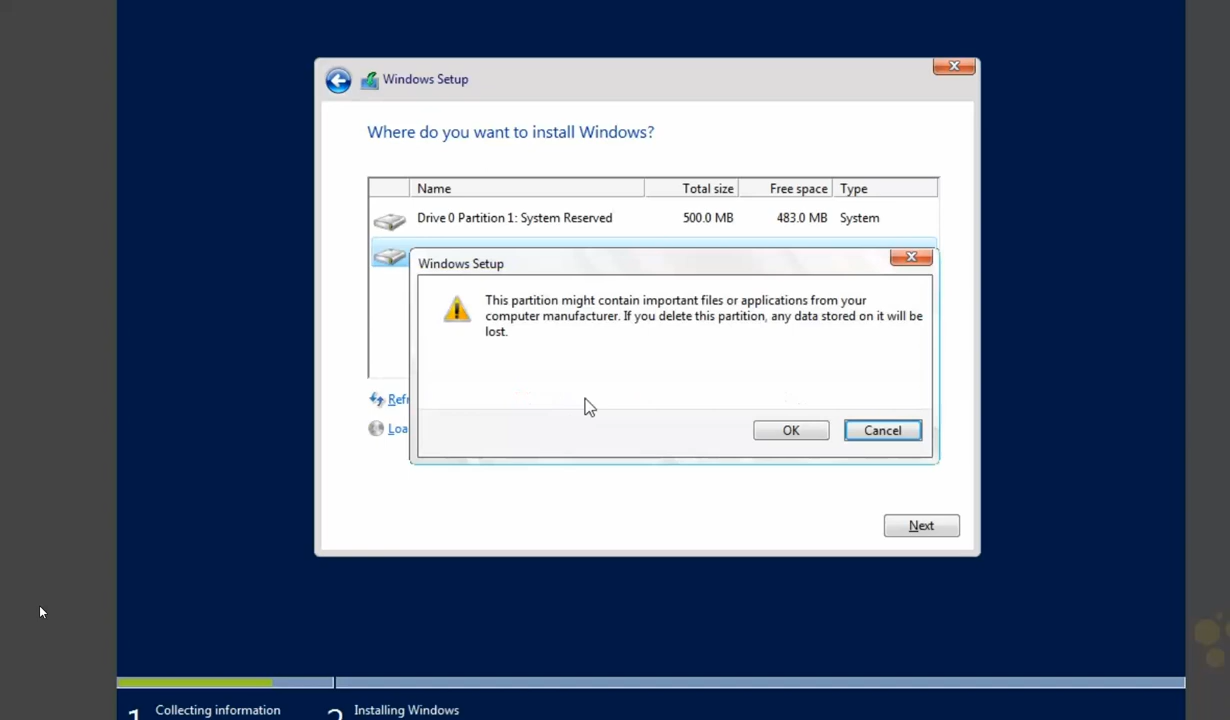 Windows Setup
Where do you want to install Windows?
Name Total size Free space Type
Drive 0 Partition 1: System Reserved 500.0 MB 483.0 MB System
Windows Setup
This partition might contain important files or applications from your
computer manufacturer. If you delete this partition, any data stored on it will be
lost.
Refr
Loa
OK Cancel
Next
1 Collecting information 2 Installing Windows